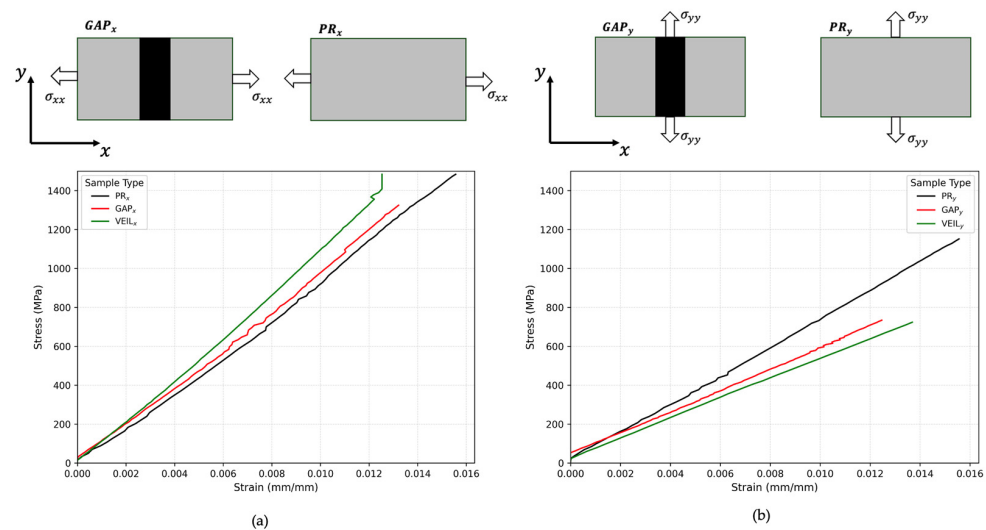 GAPₓ
PRₓ
y
σₓₓ
σₓₓ
σₓₓ
x
Sample Type
PRₓ
GAPₓ
VEILₓ
Stress (MPa)
1400
1200
1000
800
600
400
200
0
0.000 0.002 0.004 0.006 0.008 0.010 0.012 0.014 0.016
Strain (mm/mm)
(a)
σyy
σyy
GAPy
PRy
y
σyy
σyy
x
Sample Type
PRy
GAPy
VEILy
Stress (MPa)
1400
1200
1000
800
600
400
200
0
0.000 0.002 0.004 0.006 0.008 0.010 0.012 0.014 0.016
Strain (mm/mm)
(b)